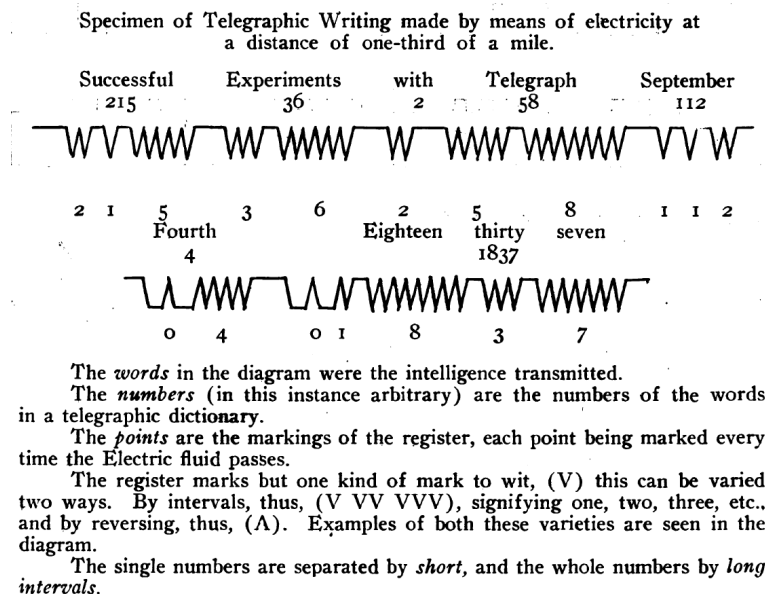 Specimen of Telegraphic Writing made by means of electricity at
a distance of one-third of a mile.
Successful Experiments with Telegraph September
215 36 2 58 112
2 1 5 3 6 2 5 8 1 1 2
Fourth Eighteen thirty seven
4 1837
0 4 0 1 8 3 7
The words in the diagram were the intelligence transmitted.
The numbers (in this instance arbitrary) are the numbers of the words
in a telegraphic dictionary.
The points are the markings of the register, each point being marked every
time the Electric fluid passes.
The register marks but one kind of mark to wit, (V) this can be varied
two ways. By intervals, thus, (V VV VVV), signifying one, two, three, etc.,
and by reversing, thus, (Λ). Examples of both these varieties are seen in the
diagram.
The single numbers are separated by short, and the whole numbers by long
intervals.